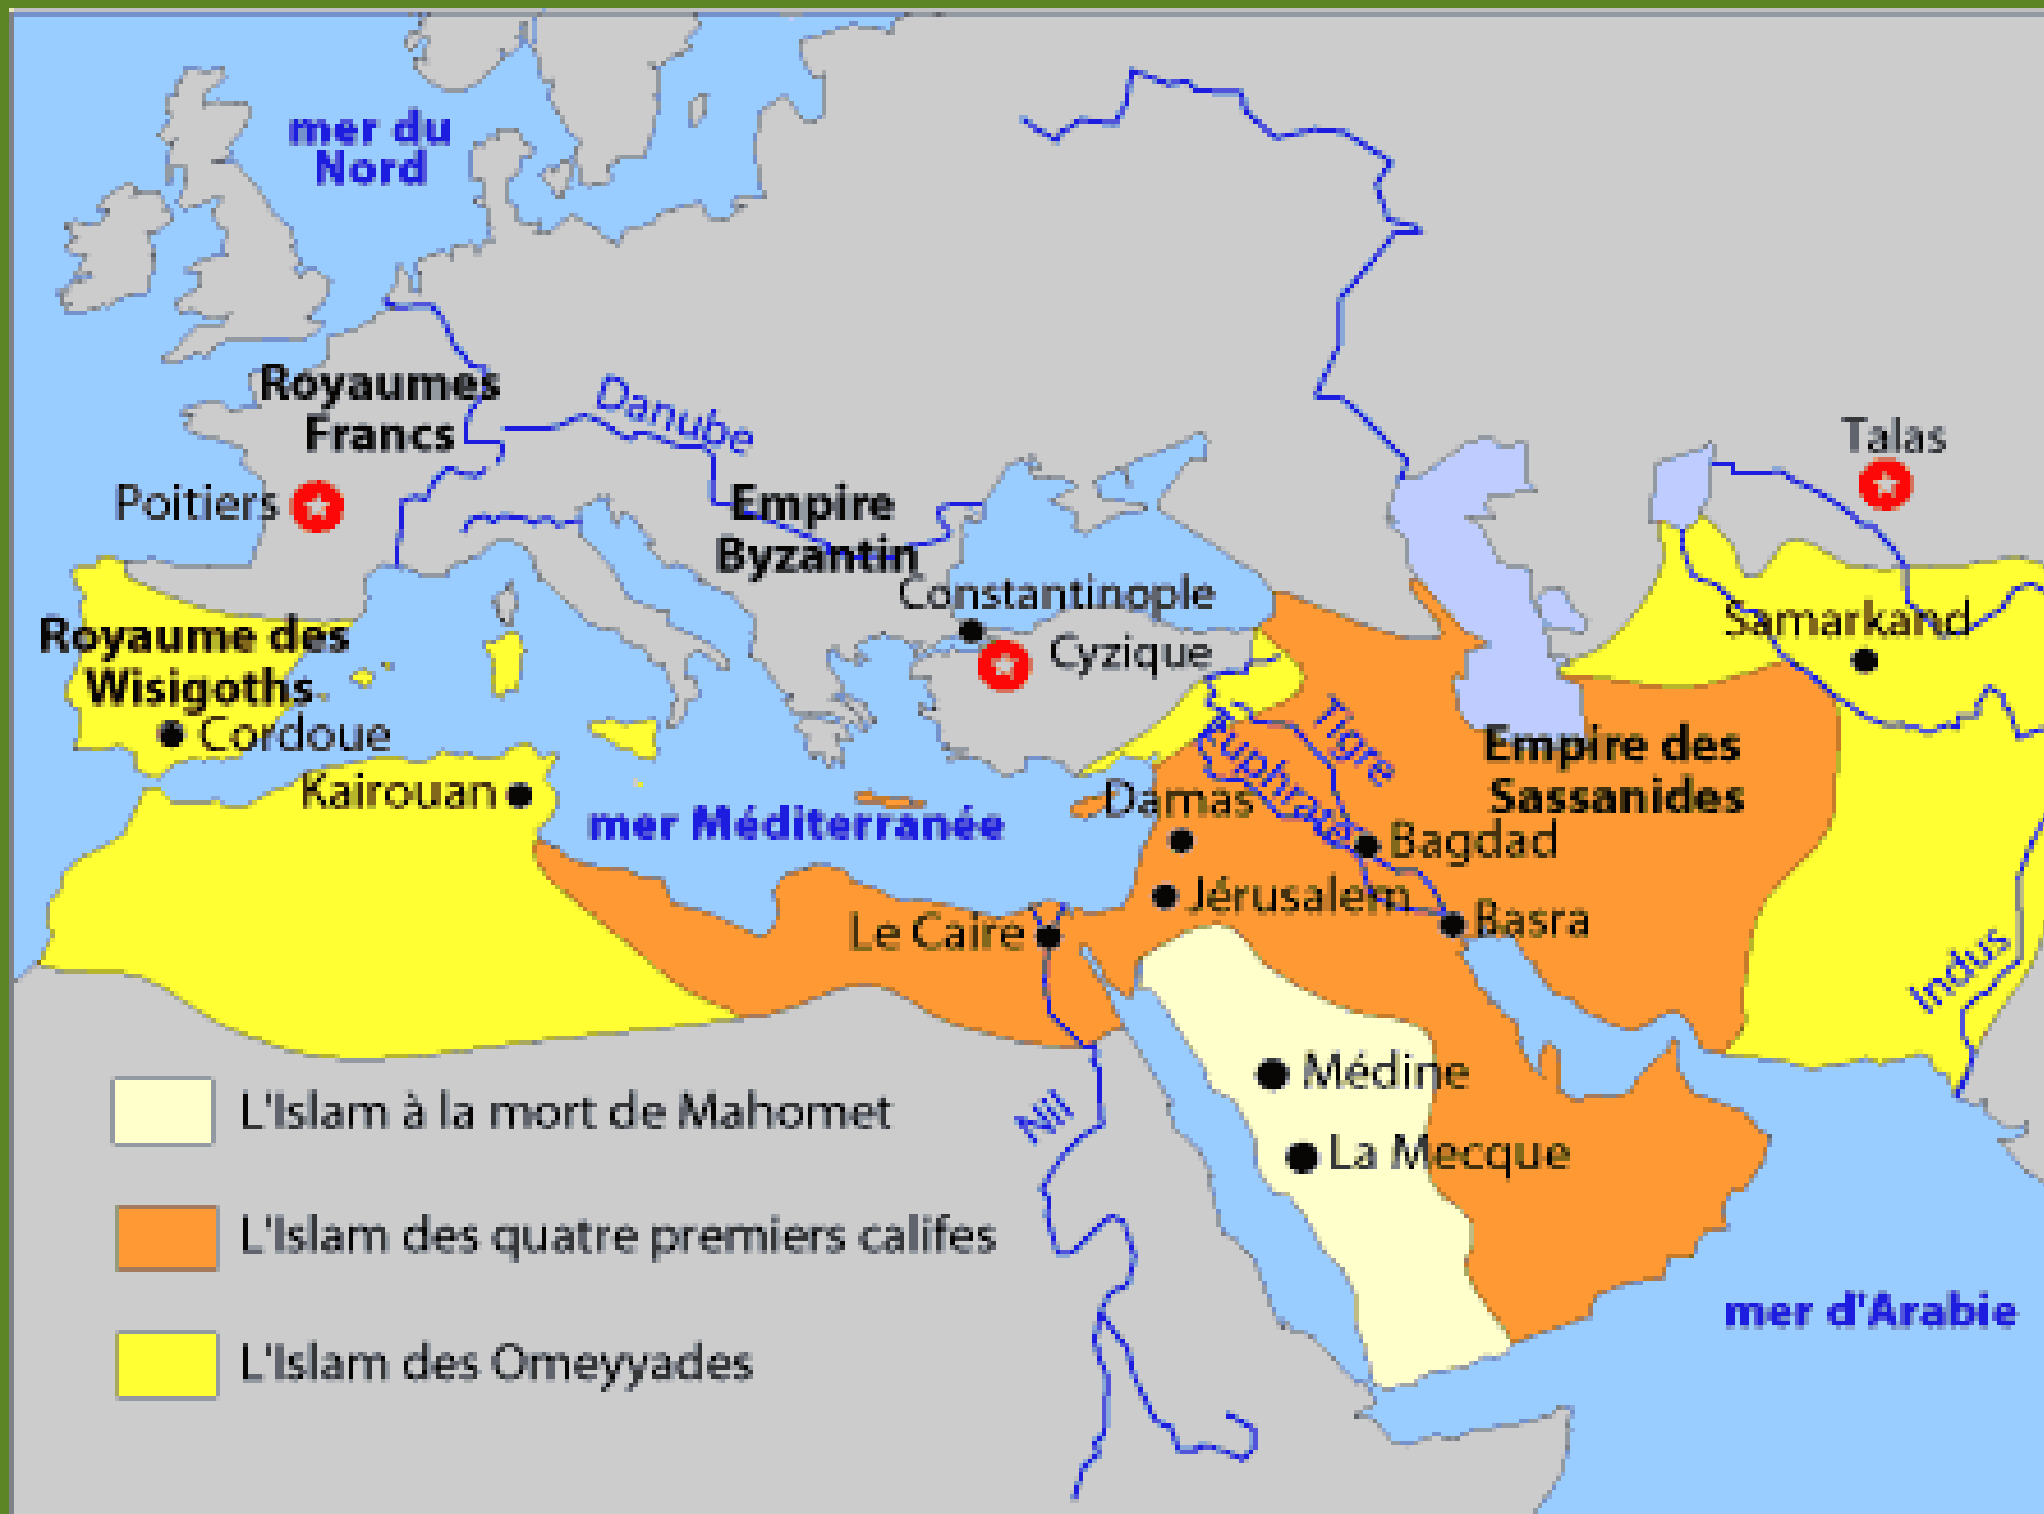 mer du
Nord
Royaumes
Francs
Danube
Talas
Poitiers
Empire
Byzantin
Constantinople
Cyzique
Samarkand
Royaume des
Wisigoths
Cordoue
Tigre
Euphrate
Empire des
Sassanides
Kairouan
mer Méditerranée
Damas
Bagdad
Jérusalem
Basra
Le Caire
Indus
Médine
La Mecque
Nil
L'Islam à la mort de Mahomet
L'Islam des quatre premiers califes
L'Islam des Omeyyades
mer d'Arabie